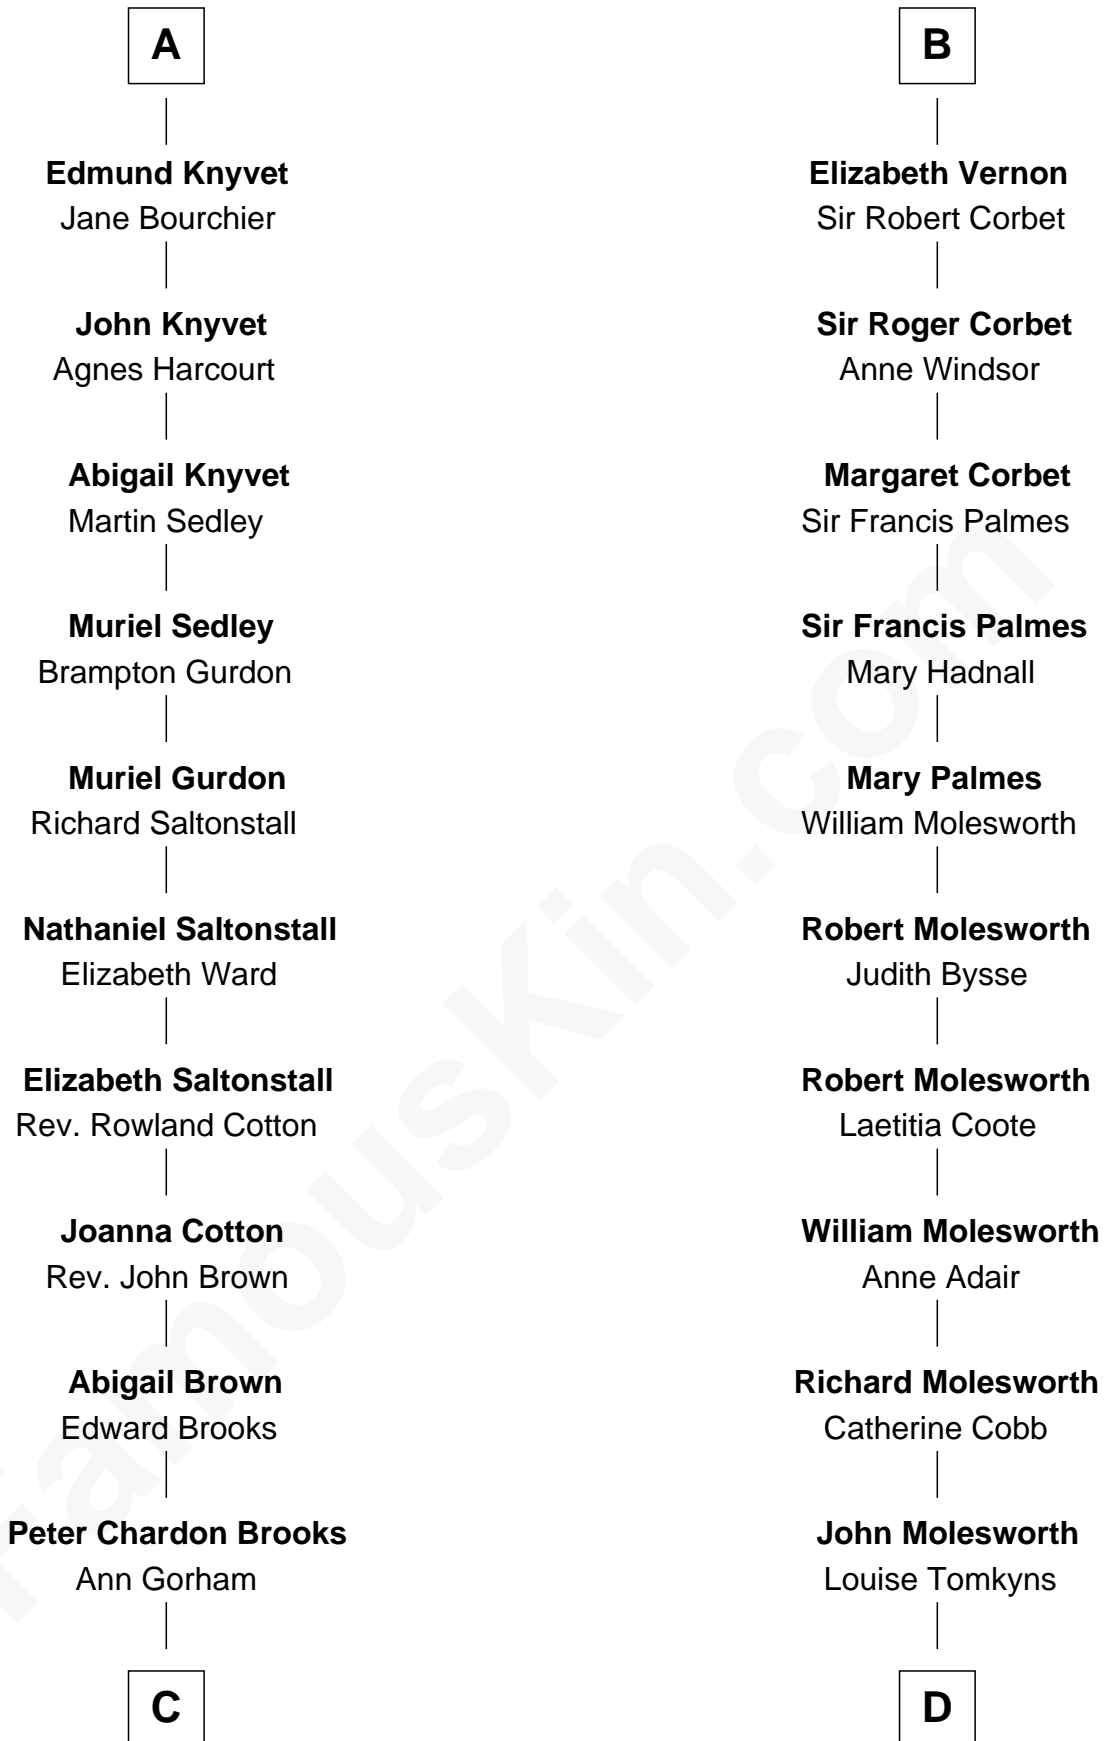 A
Edmund Knyvet
Jane Bourchier
John Knyvet
Agnes Harcourt
Abigail Knyvet
Martin Sedley
Muriel Sedley
Brampton Gurdon
Muriel Gurdon
Richard Saltonstall
Nathaniel Saltonstall
Elizabeth Ward
Elizabeth Saltonstall
Rev. Rowland Cotton
Joanna Cotton
Rev. John Brown
Abigail Brown
Edward Brooks
Peter Chardon Brooks
Ann Gorham
C
B
Elizabeth Vernon
Sir Robert Corbet
Sir Roger Corbet
Anne Windsor
Margaret Corbet
Sir Francis Palmes
Sir Francis Palmes
Mary Hadnall
Mary Palmes
William Molesworth
Robert Molesworth
Judith Bysse
Robert Molesworth
Laetitia Coote
William Molesworth
Anne Adair
Richard Molesworth
Catherine Cobb
John Molesworth
Louise Tomkyns
D
FamousKin.com